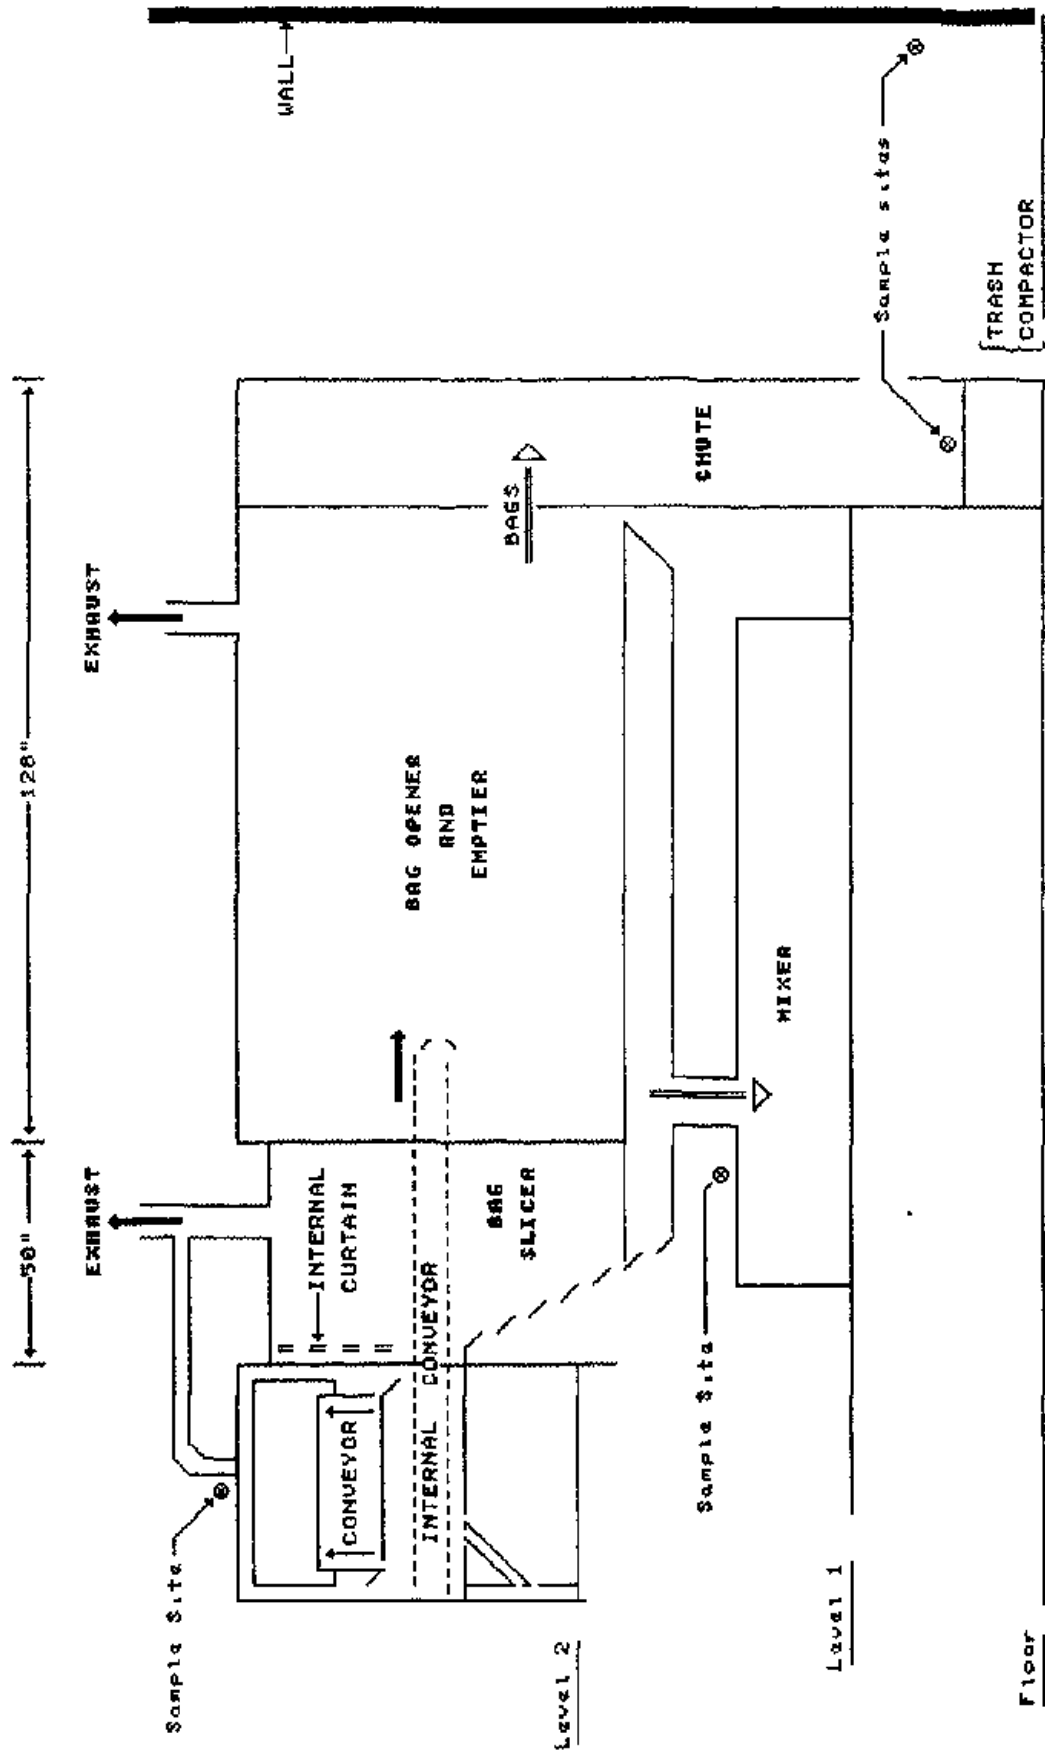 50"
128"
EXHAUST
EXHAUST
WALL
Sample Site
INTERNAL
CURTAIN
CONVEYOR
INTERNAL CONVEYOR
BAG
SLICER
BAG OPENER
AND
EMPTIER
BAGS
CHUTE
Level 2
Sample Site
MIXER
Sample sites
Level 1
TRASH
COMPACTOR
Floor